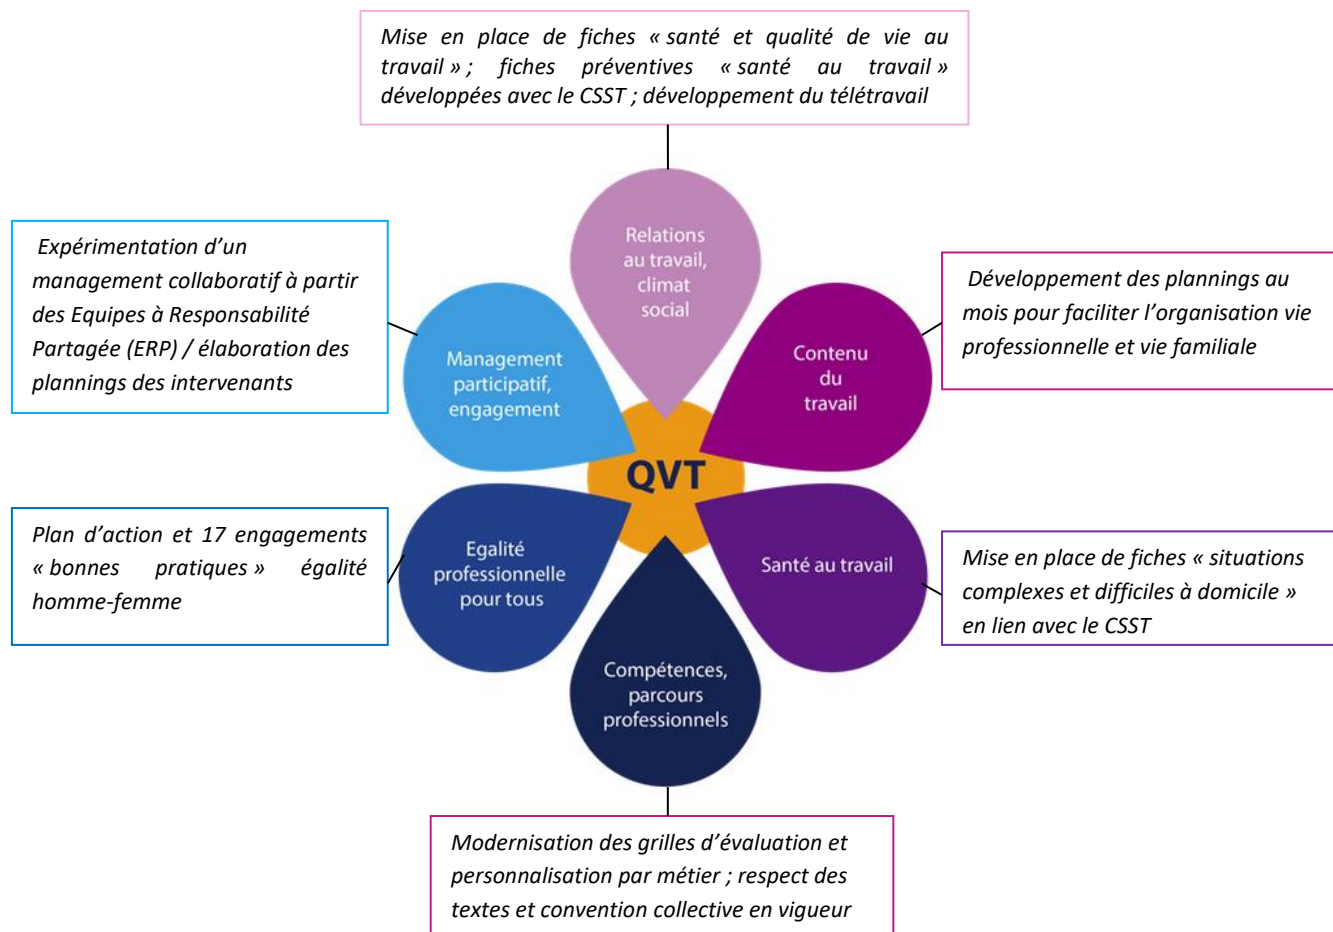 Mise en place de fiches « santé et qualité de vie au
travail » ; fiches préventives « santé au travail »
développées avec le CSST ; développement du télétravail
Relations
au travail,
climat
social
Expérimentation d’un
management collaboratif à partir
des Equipes à Responsabilité
Partagée (ERP) / élaboration des
plannings des intervenants
Management
participatif,
engagement
Contenu
du
travail
Développement des plannings au
mois pour faciliter l’organisation vie
professionnelle et vie familiale
QVT
Plan d’action et 17 engagements
« bonnes pratiques » égalité
homme-femme
Egalité
professionnelle
pour tous
Santé au travail
Mise en place de fiches « situations
complexes et difficiles à domicile »
en lien avec le CSST
Compétences,
parcours
professionnels
Modernisation des grilles d’évaluation et
personnalisation par métier ; respect des
textes et convention collective en vigueur